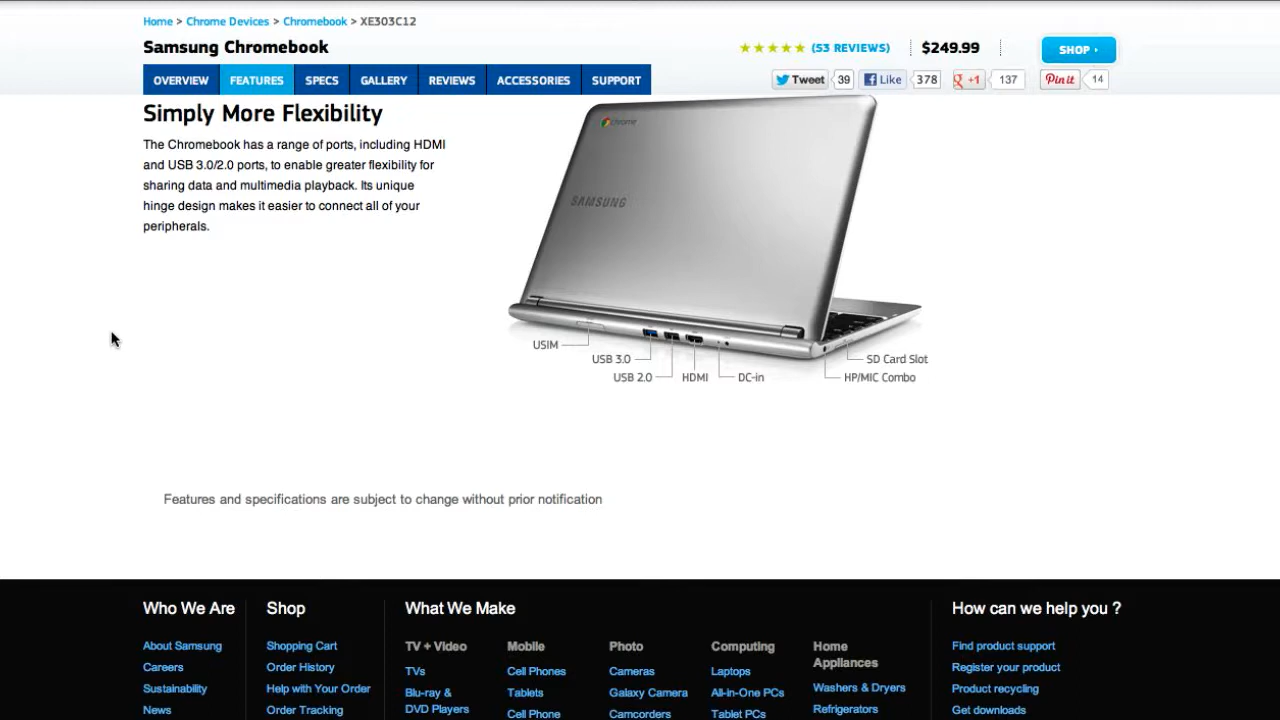 Home > Chrome Devices > Chromebook > XE303C12
Samsung Chromebook
(53 REVIEWS)
$249.99
SHOP ›
OVERVIEW FEATURES SPECS GALLERY REVIEWS ACCESSORIES SUPPORT
Tweet 39 Like 378 g +1 137 Pin it 14
Simply More Flexibility
The Chromebook has a range of ports, including HDMI
and USB 3.0/2.0 ports, to enable greater flexibility for
sharing data and multimedia playback. Its unique
hinge design makes it easier to connect all of your
peripherals.
chrome
SAMSUNG
USIM
USB 3.0
USB 2.0
HDMI
DC-in
SD Card Slot
HP/MIC Combo
Features and specifications are subject to change without prior notification
Who We Are
About Samsung
Careers
Sustainability
News
Shop
Shopping Cart
Order History
Help with Your Order
Order Tracking
What We Make
TV + Video
TVs
Blu-ray &
DVD Players
Mobile
Cell Phones
Tablets
Cell Phone
Photo
Cameras
Galaxy Camera
Camcorders
Computing
Laptops
All-in-One PCs
Tablet PCs
Home
Appliances
Washers & Dryers
Refrigerators
How can we help you ?
Find product support
Register your product
Product recycling
Get downloads